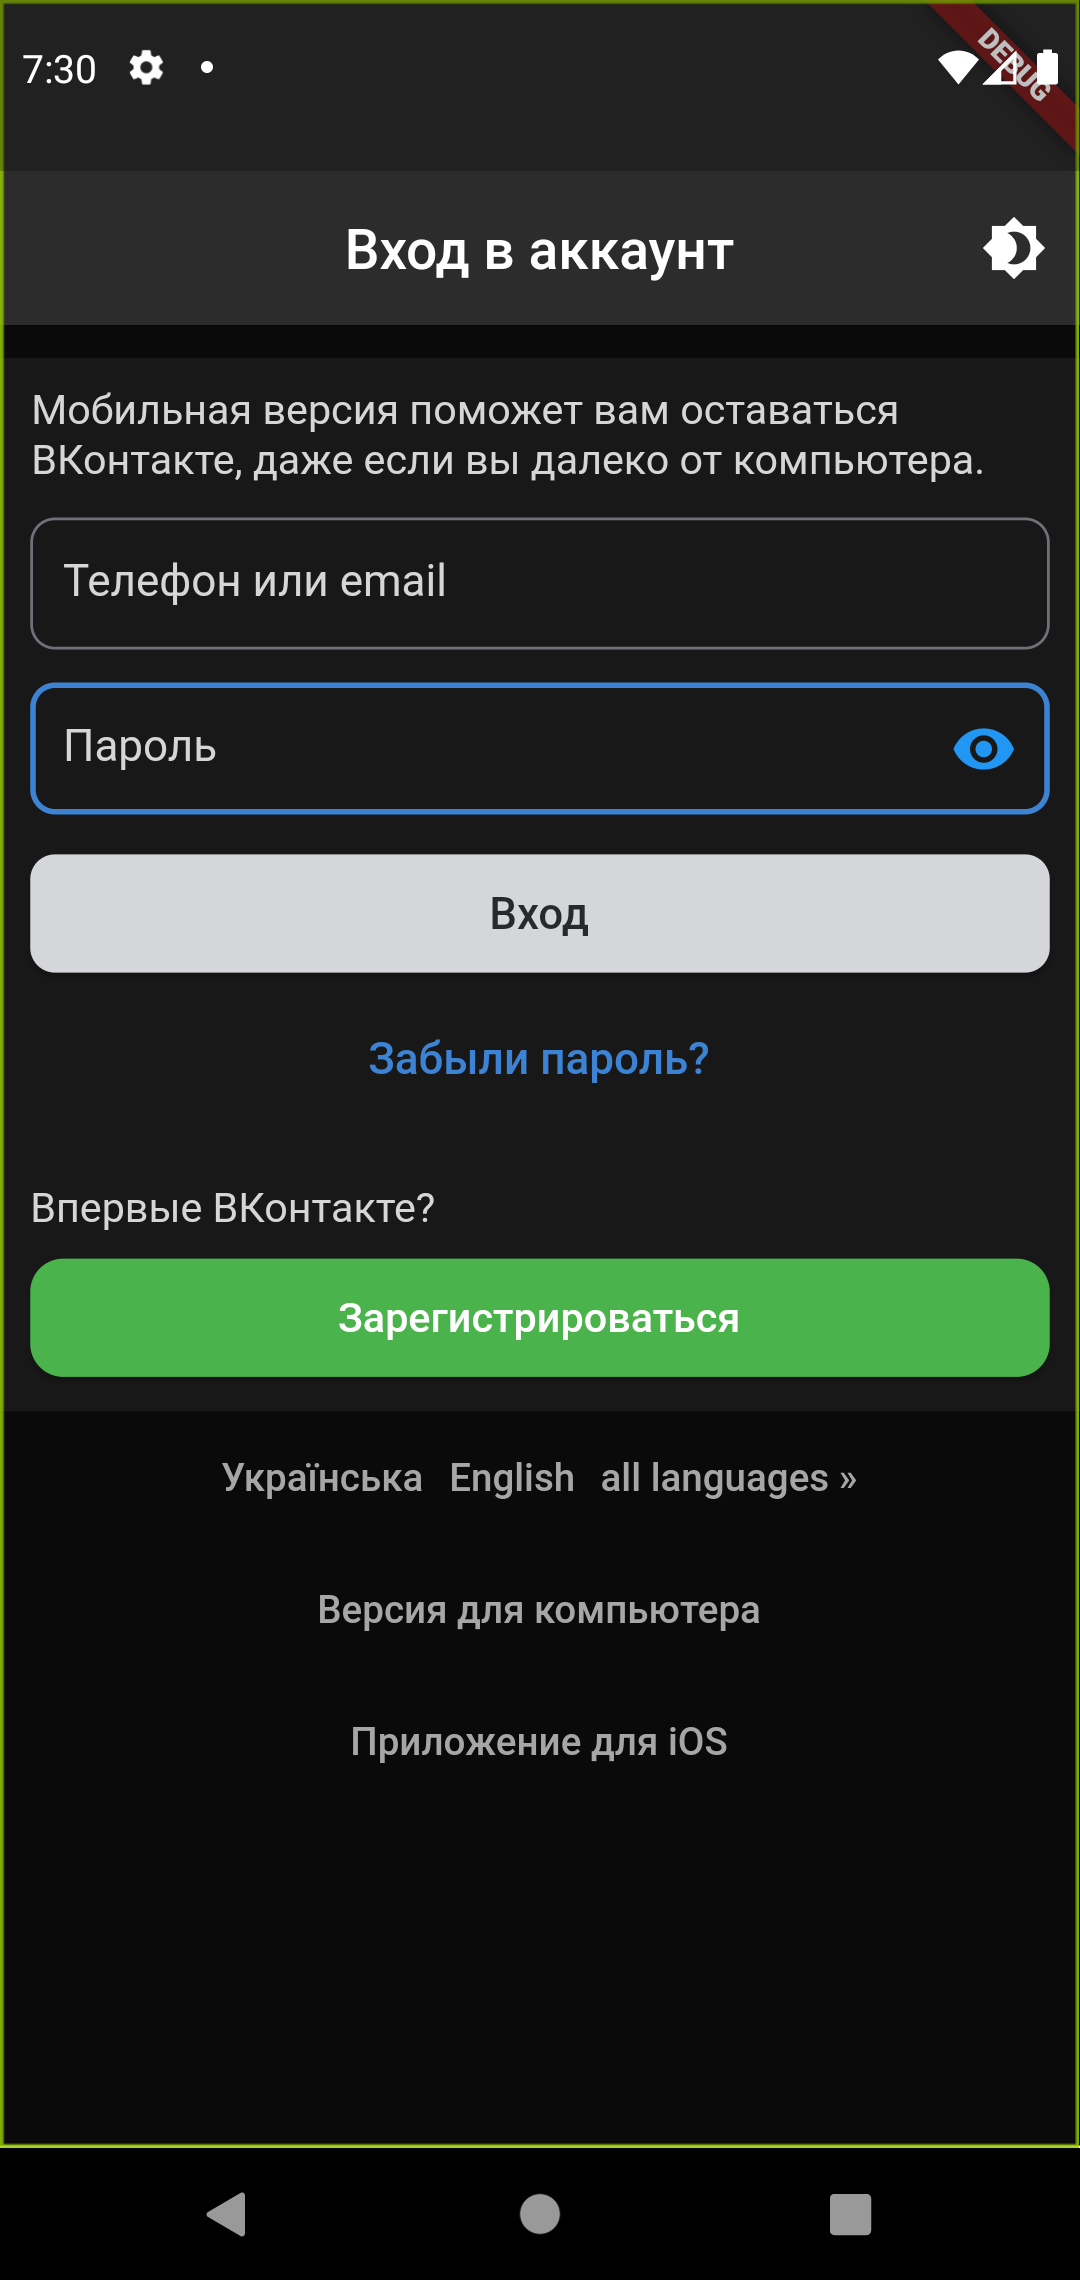 7:30
DEBUG
Вход в аккаунт
Мобильная версия поможет вам оставаться
ВКонтакте, даже если вы далеко от компьютера.
Телефон или email
Пароль
Вход
Забыли пароль?
Впервые ВКонтакте?
Зарегистрироваться
Українська English all languages »
Версия для компьютера
Приложение для iOS